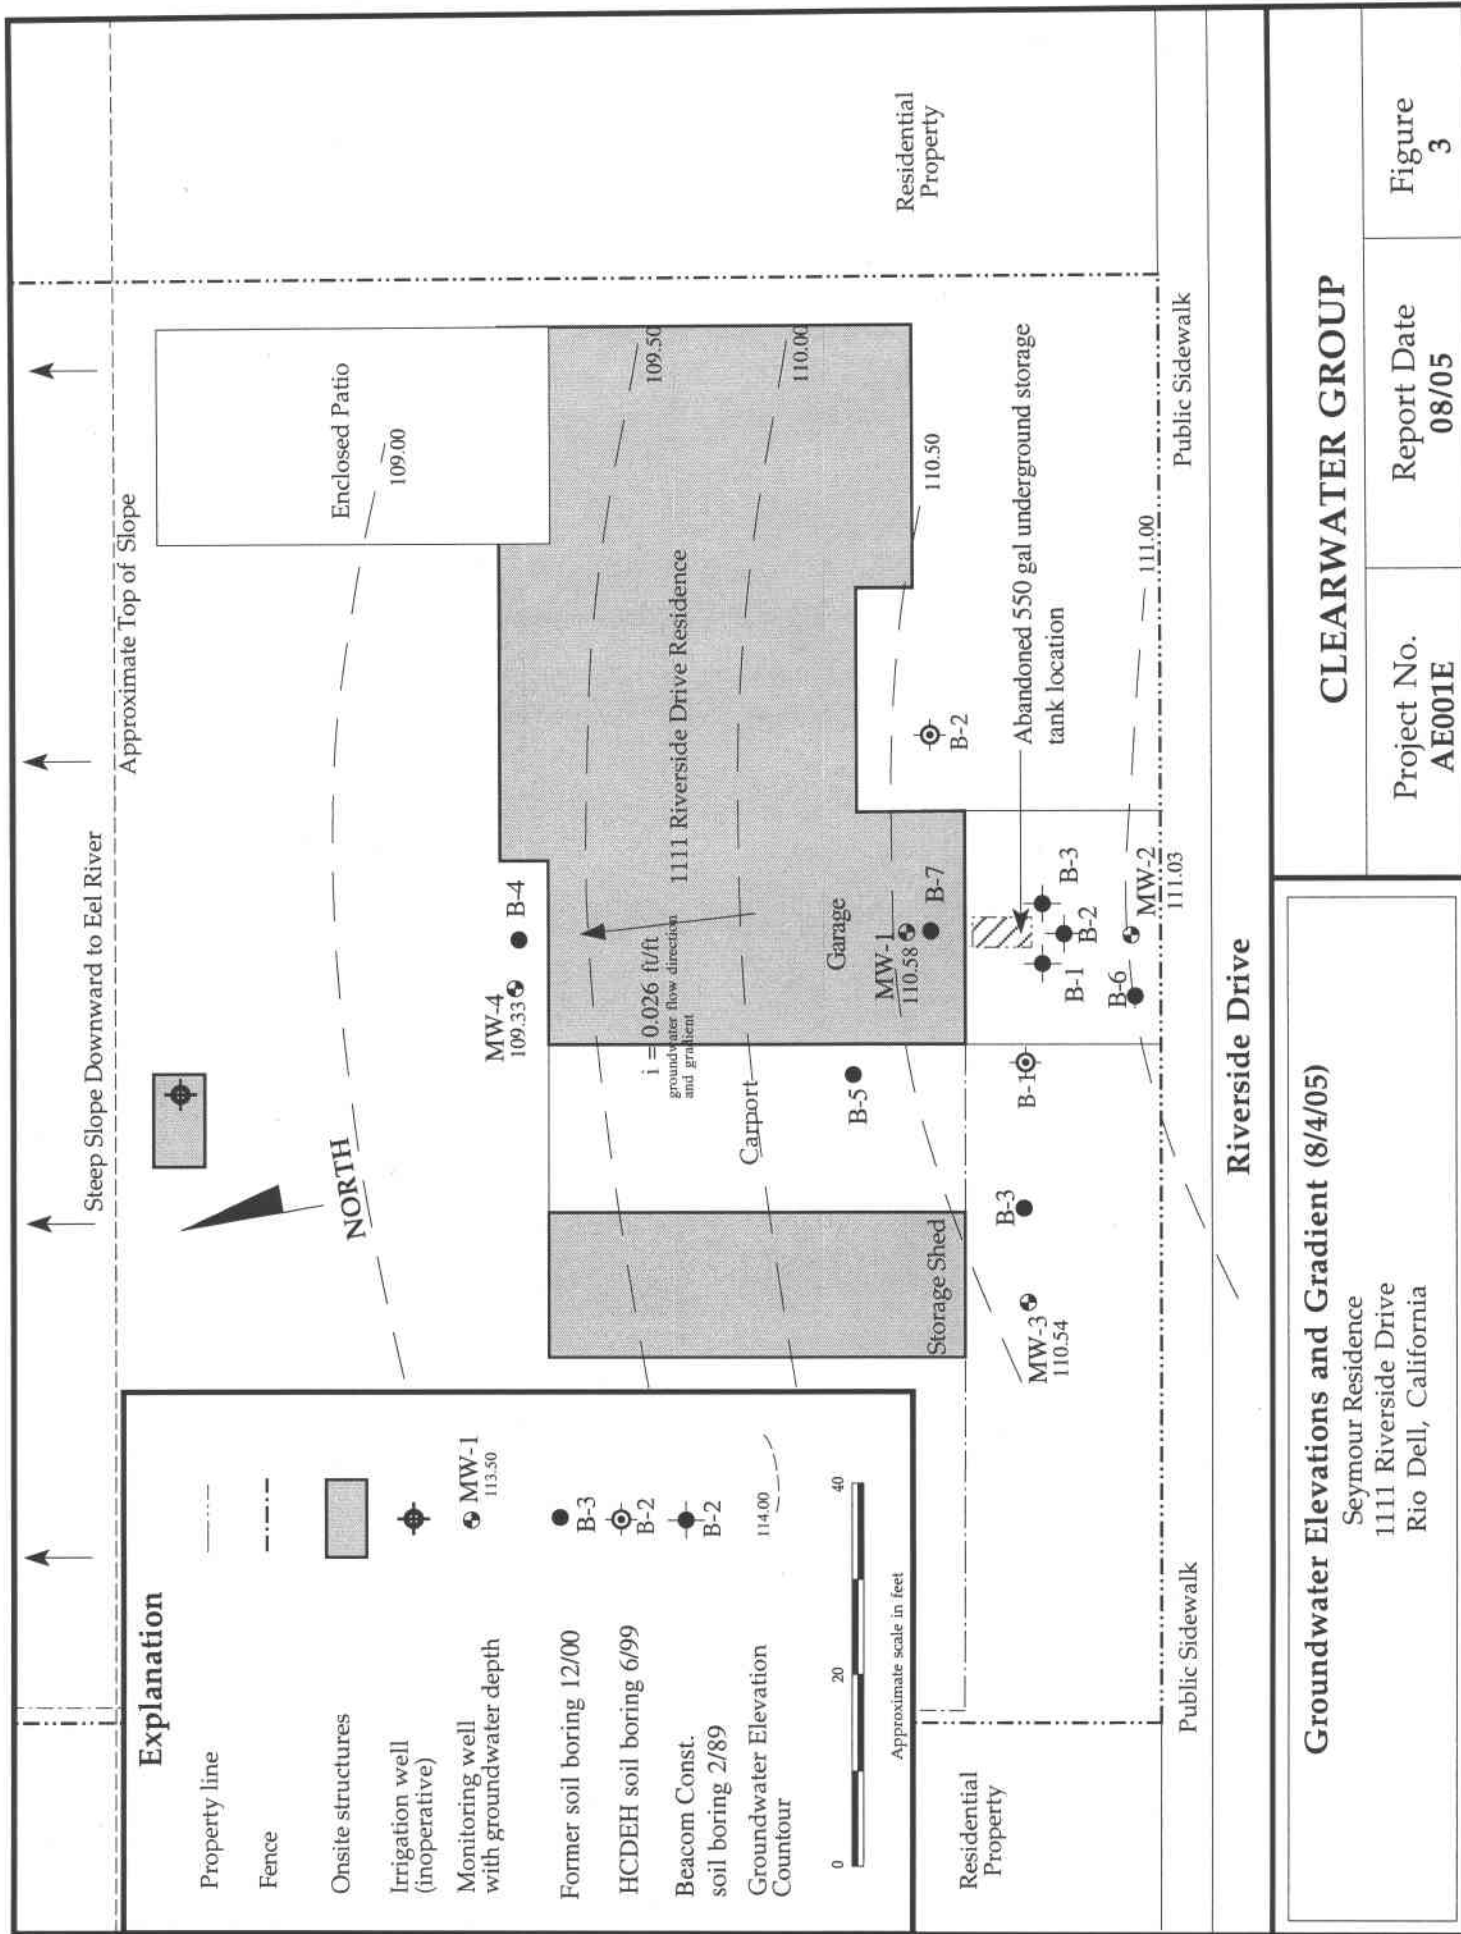 Steep Slope Downward to Eel River
Approximate Top of Slope
NORTH
Enclosed Patio
109.00
MW-4
109.33
B-4
109.50
i = 0.026 ft/ft
groundwater flow direction
and gradient
1111 Riverside Drive Residence
110.00
Carport
Garage
B-5
MW-1
110.58
B-7
B-2
110.50
Residential
Property
Storage Shed
B-3
MW-3
110.54
B-1
B-1
B-2
B-3
B-6
MW-2
111.03
111.00
Abandoned 550 gal underground storage
tank location
Residential
Property
Public Sidewalk
Public Sidewalk
Riverside Drive
Explanation
Property line
Fence
Onsite structures
Irrigation well
(inoperative)
Monitoring well
with groundwater depth
MW-1
113.50
Former soil boring 12/00
B-3
HCDEH soil boring 6/99
B-2
Beacom Const.
soil boring 2/89
B-2
Groundwater Elevation
Countour
114.00
0 20 40
Approximate scale in feet
Groundwater Elevations and Gradient (8/4/05)
Seymour Residence
1111 Riverside Drive
Rio Dell, California
CLEARWATER GROUP
Project No.
AE001E
Report Date
08/05
Figure
3